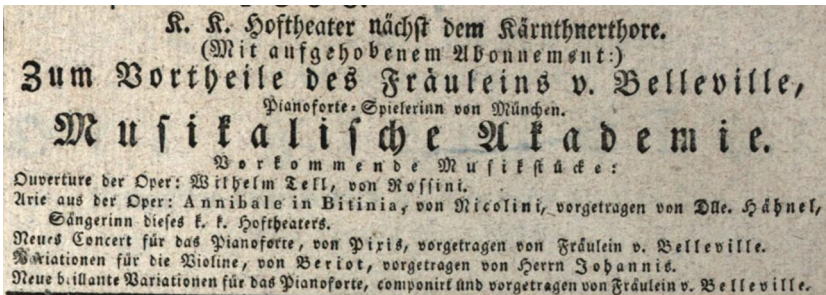 K. K. Hoftheater nächst dem Kärnthnerthore.
(Mit aufgehobenem Abonnement:)
Zum Vortheile des Fräuleins v. Belleville,
Pianoforte-Spielerinn von München.
Musikalische Akademie.
Vorkommende Musikstücke:
Ouverture der Oper: Wilhelm Tell, von Rossini.
Arie aus der Oper: Annibale in Bitinia, von Nicolini, vorgetragen von Dlle. Hähnel,
Sängerinn dieses k. k. Hoftheaters.
Neues Concert für das Pianoforte, von Pixis, vorgetragen von Fräulein v. Belleville.
Variationen für die Violine, von Beriot, vorgetragen von Herrn Johannis.
Neue brillante Variationen für das Pianoforte, componirt und vorgetragen von Fräulein v. Belleville.